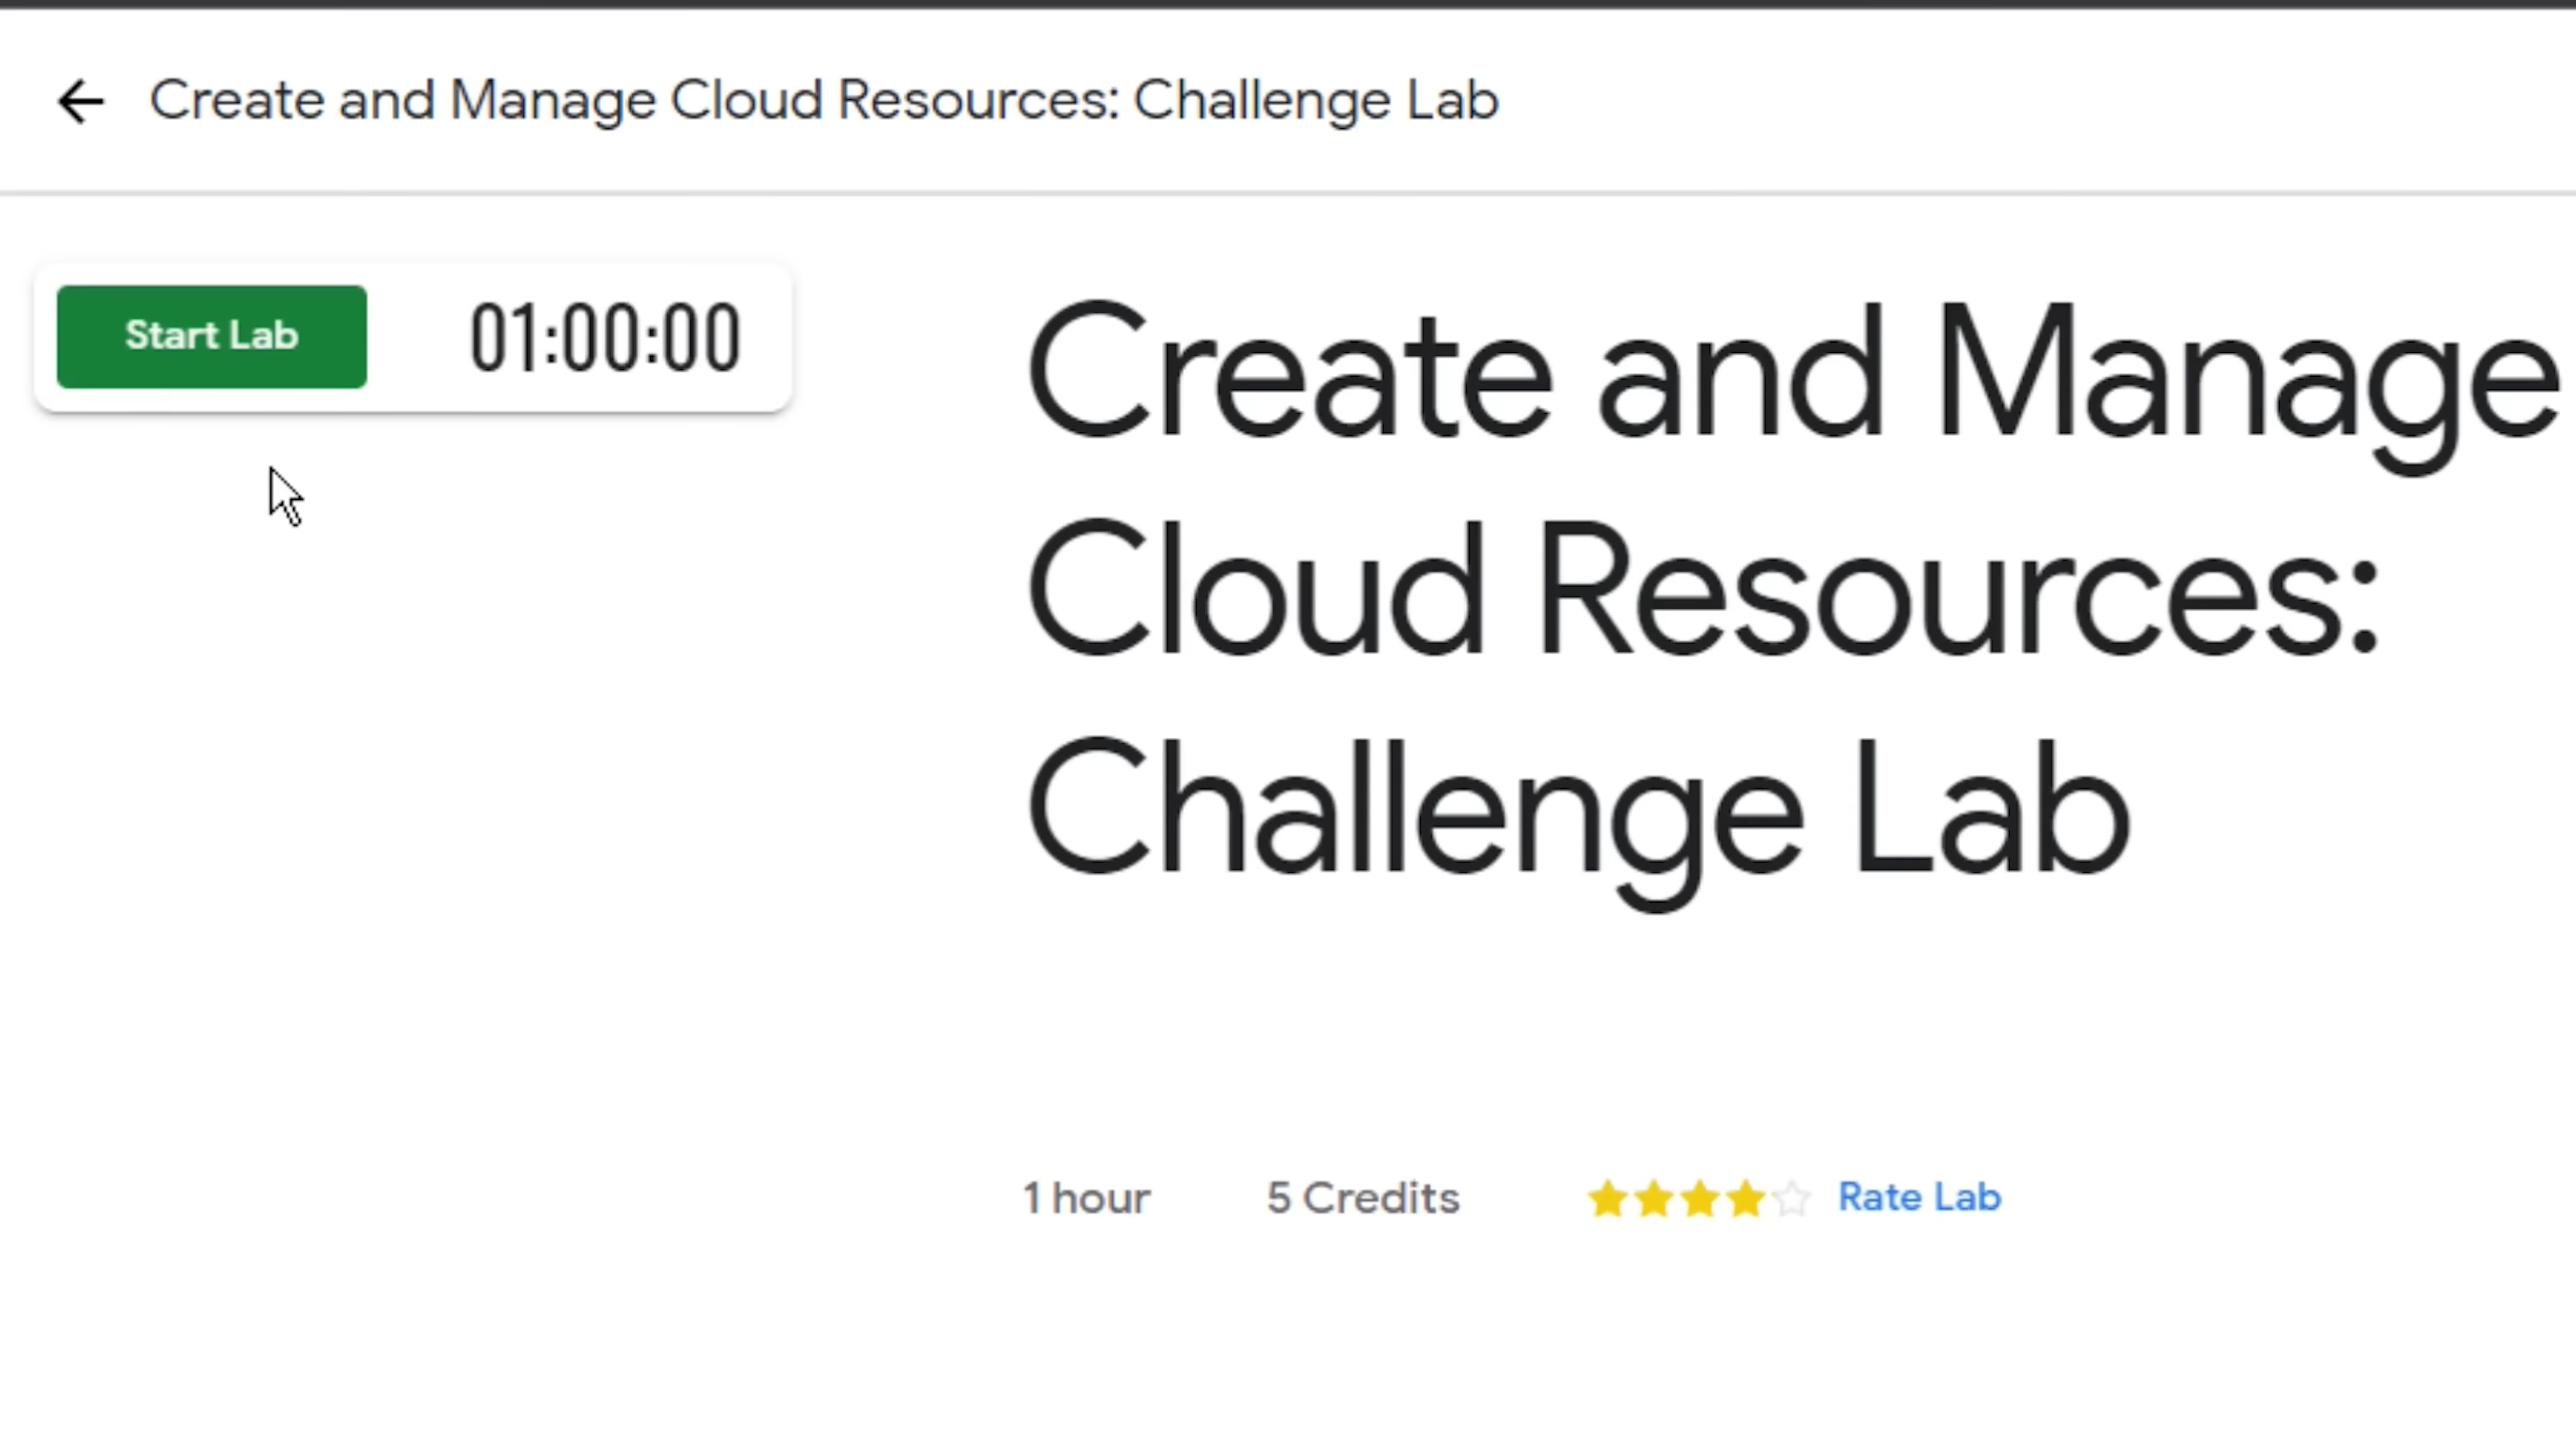 Create and Manage Cloud Resources: Challenge Lab
Start Lab
01:00:00
Create and Manage
Cloud Resources:
Challenge Lab
1 hour
5 Credits
Rate Lab